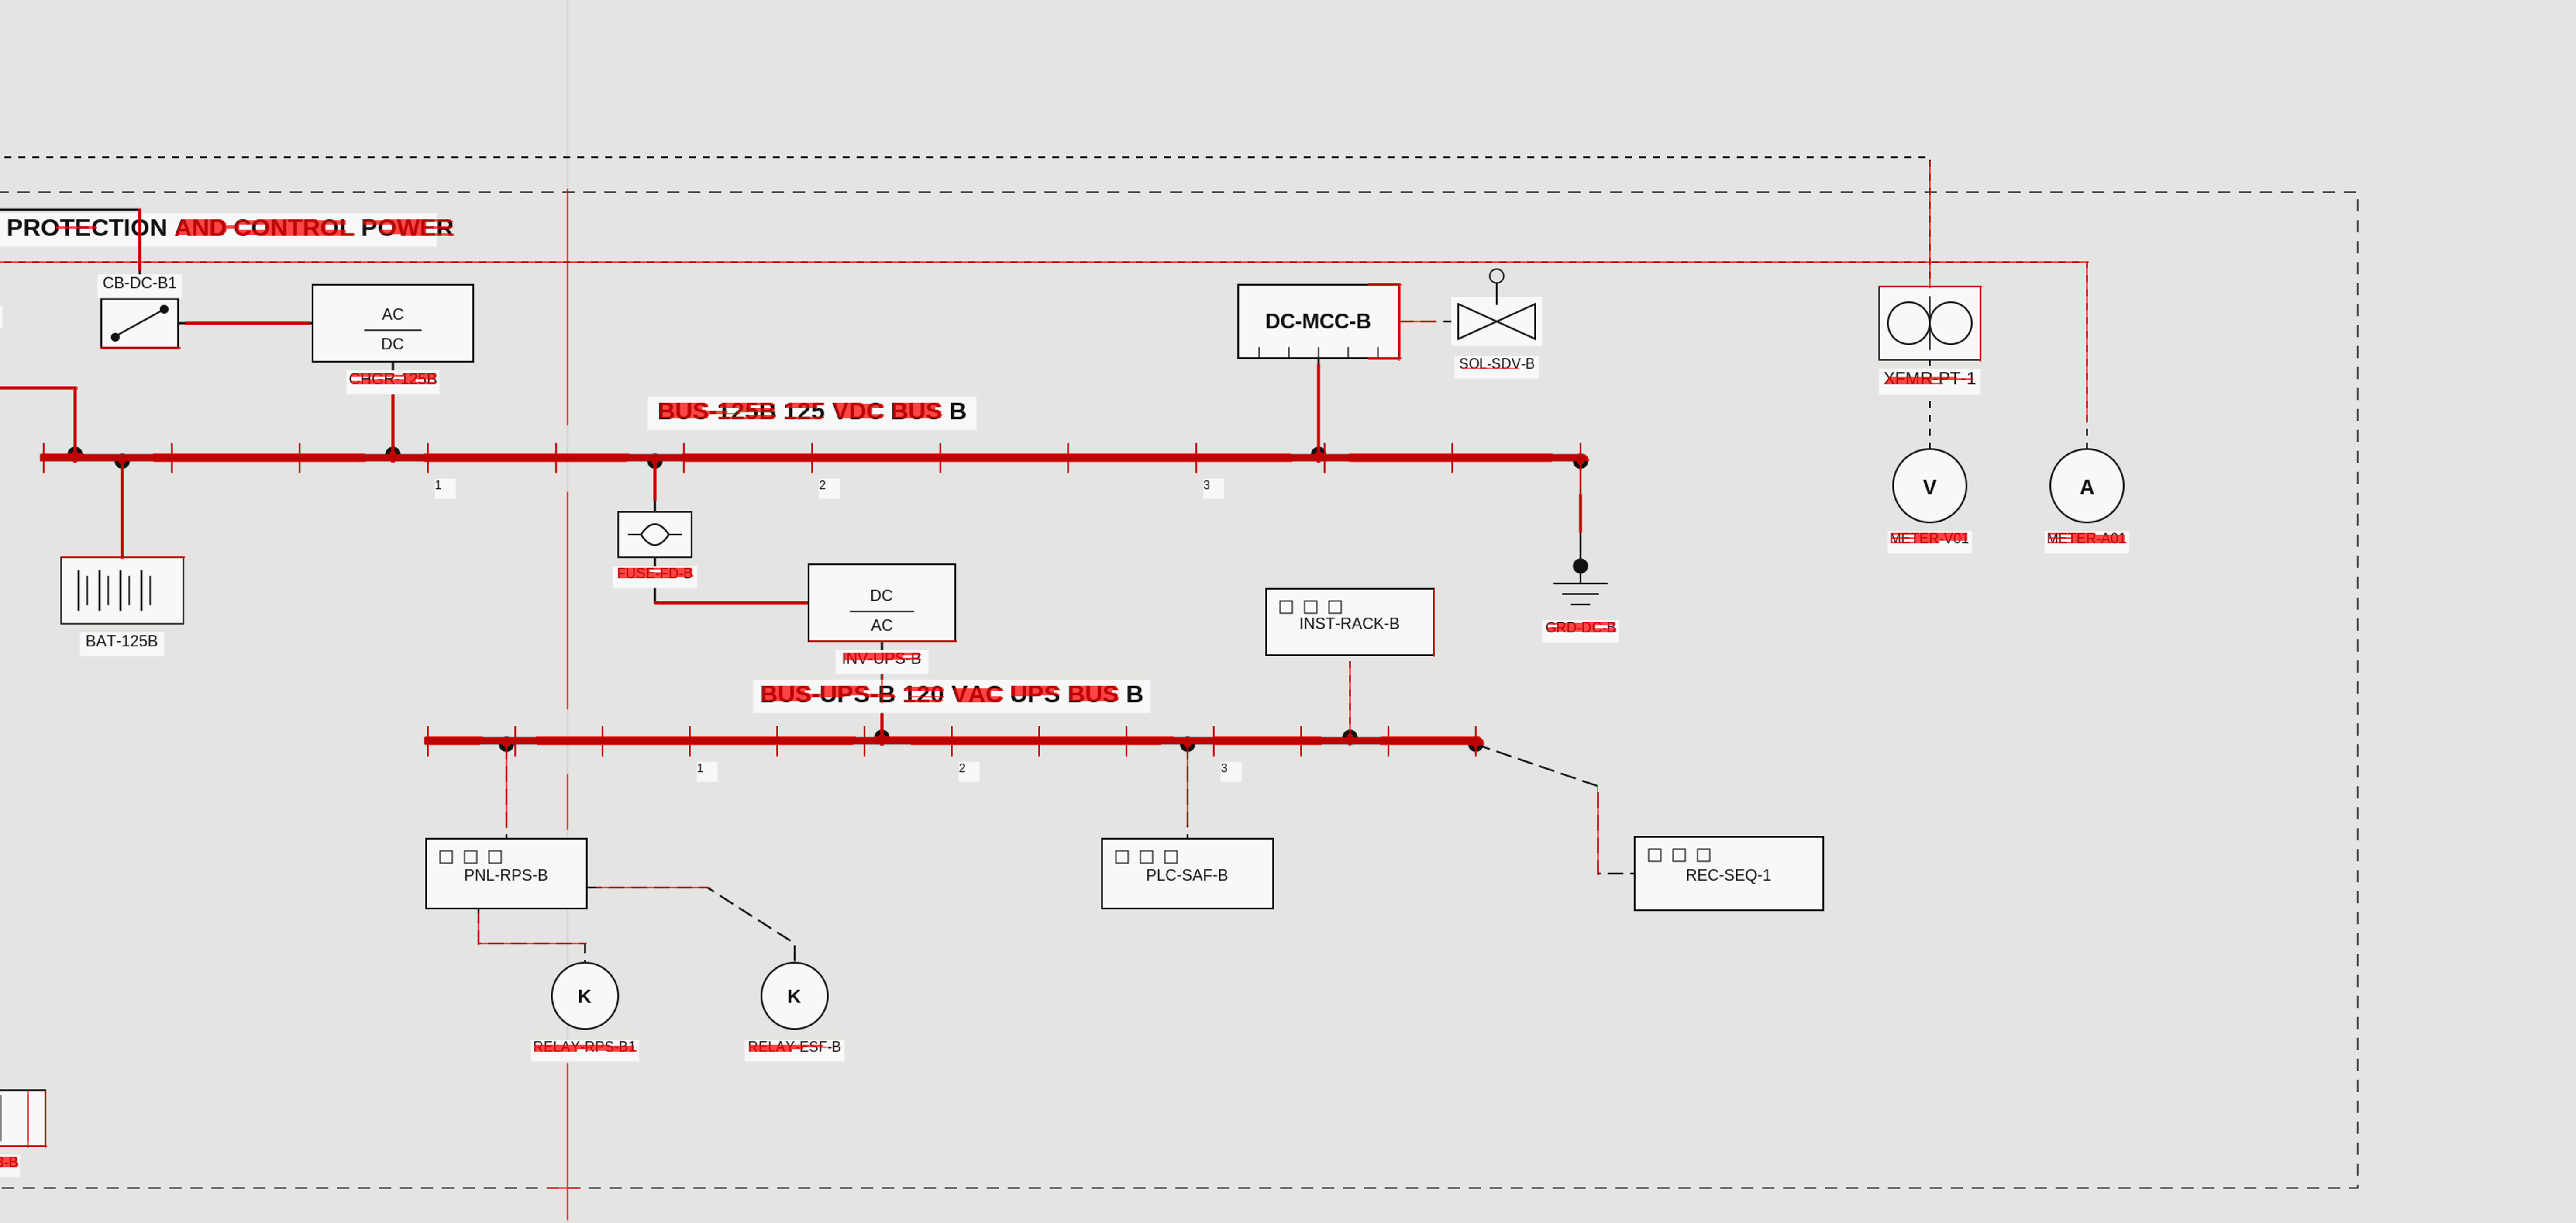 PROTECTION AND CONTROL POWER
CB-DC-B1
AC
DC
CHGR-125B
DC-MCC-B
SOL-SDV-B
XFMR-PT-1
BUS-125B 125 VDC BUS B
1
2
3
V
A
METER-V01
METER-A01
FUSE-FD-B
BAT-125B
DC
AC
INV-UPS-B
INST-RACK-B
GRD-DC-B
BUS-UPS-B 120 VAC UPS BUS B
1
2
3
PNL-RPS-B
PLC-SAF-B
REC-SEQ-1
K
K
RELAY-RPS-B1
RELAY-ESF-B